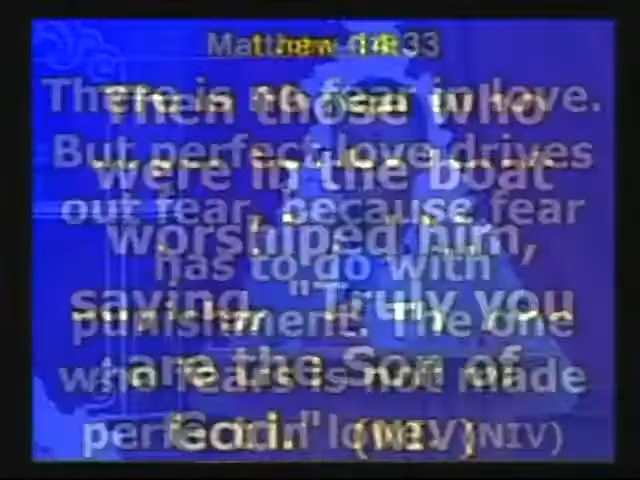 Matthew 14:33
Then those who
were in the boat
worshiped him,
saying, "Truly you
are the Son of
God." (NIV)
There is no fear in love.
But perfect love drives
out fear, because fear
has to do with
punishment. The one
who fears is not made
perfect in love. (NIV)